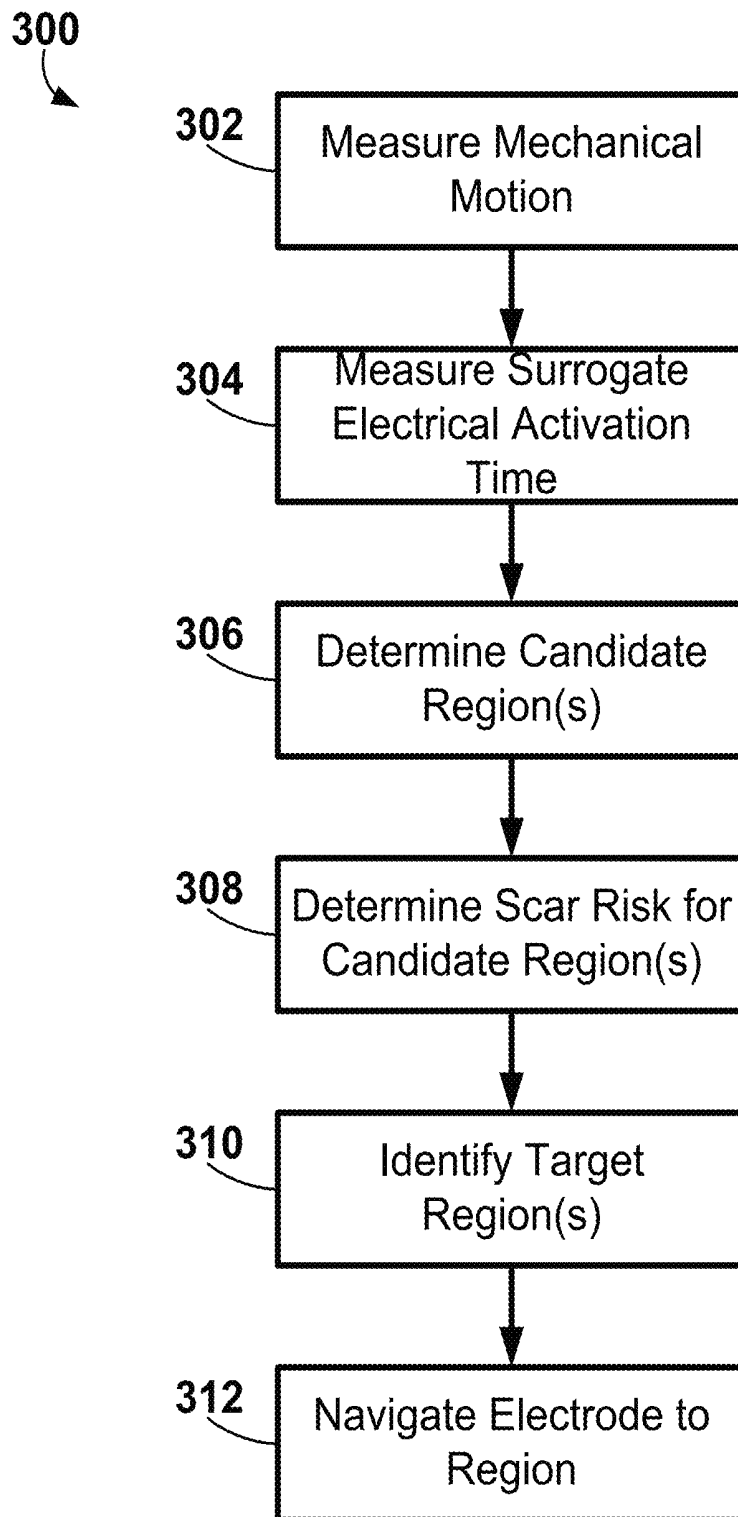 300
302
Measure Mechanical
Motion
304
Measure Surrogate
Electrical Activation
Time
306
Determine Candidate
Region(s)
308
Determine Scar Risk for
Candidate Region(s)
310
Identify Target
Region(s)
312
Navigate Electrode to
Region